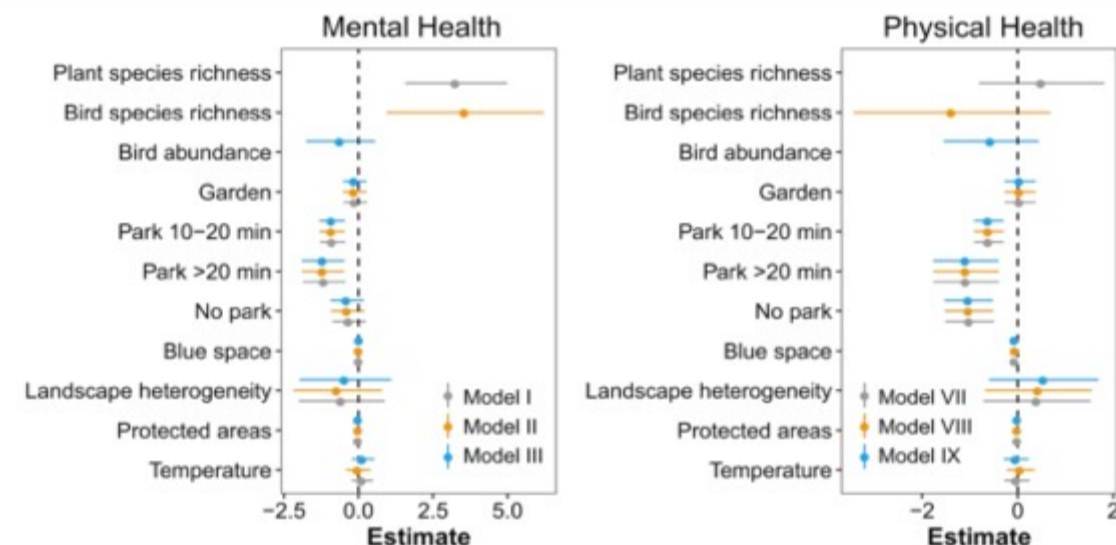 Mental Health
Plant species richness
Bird species richness
Bird abundance
Garden
Park 10−20 min
Park >20 min
No park
Blue space
Landscape heterogeneity
Protected areas
Temperature
Model I
Model II
Model III
−2.5 0.0 2.5 5.0
Estimate
Physical Health
Plant species richness
Bird species richness
Bird abundance
Garden
Park 10−20 min
Park >20 min
No park
Blue space
Landscape heterogeneity
Protected areas
Temperature
Model VII
Model VIII
Model IX
−2 0 2
Estimate